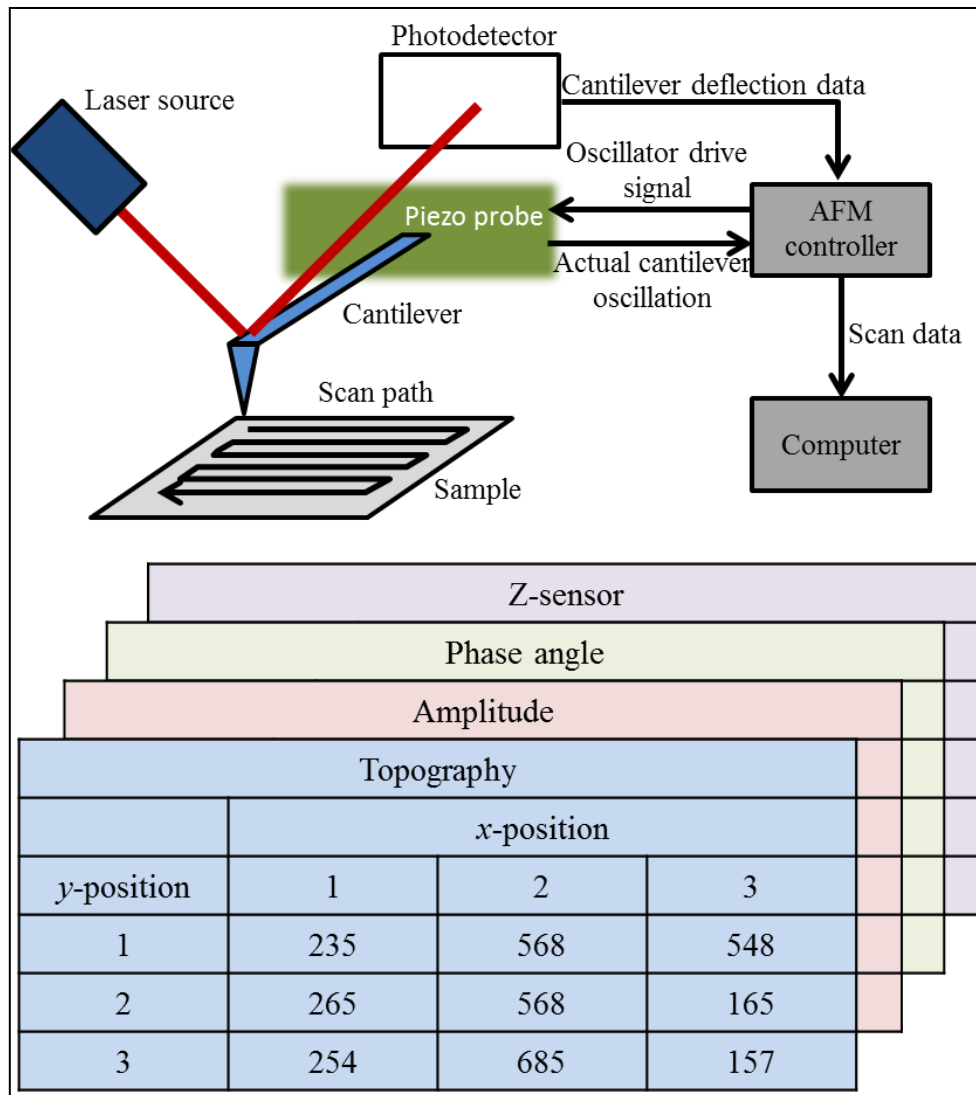 Photodetector
Laser source
Cantilever deflection data
Oscillator drive
signal
Piezo probe
AFM
controller
Actual cantilever
oscillation
Cantilever
Scan data
Scan path
Computer
Sample
Z-sensor
Phase angle
Amplitude
Topography
x-position
y-position 1 2 3
1 235 568 548
2 265 568 165
3 254 685 157